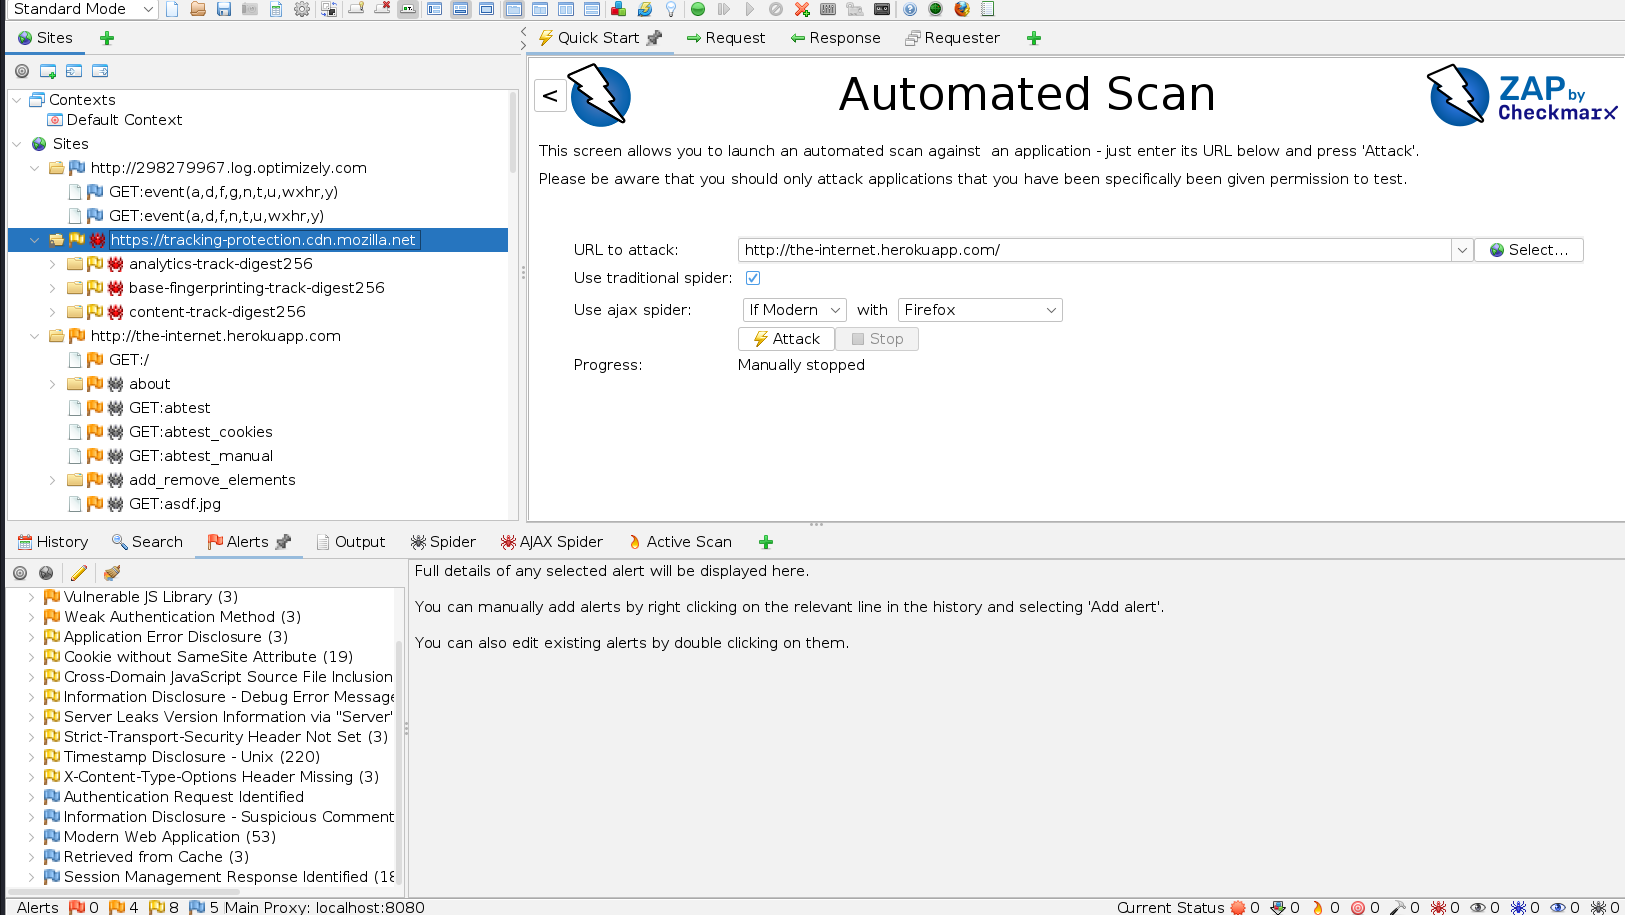 Standard Mode
Sites
Quick Start
Request
Response
Requester
Contexts
Default Context
Sites
http://298279967.log.optimizely.com
GET:event(a,d,f,g,n,t,u,wxhr,y)
GET:event(a,d,f,n,t,u,wxhr,y)
https://tracking-protection.cdn.mozilla.net
analytics-track-digest256
base-fingerprinting-track-digest256
content-track-digest256
http://the-internet.herokuapp.com
GET:/
about
GET:abtest
GET:abtest_cookies
GET:abtest_manual
add_remove_elements
GET:asdf.jpg
<
Automated Scan
ZAP by
Checkmarx
This screen allows you to launch an automated scan against  an application - just enter its URL below and press 'Attack'.
Please be aware that you should only attack applications that you have been specifically been given permission to test.
URL to attack:
http://the-internet.herokuapp.com/
Select...
Use traditional spider:
Use ajax spider:
If Modern
with
Firefox
Attack
Stop
Progress:
Manually stopped
History
Search
Alerts
Output
Spider
AJAX Spider
Active Scan
Vulnerable JS Library (3)
Weak Authentication Method (3)
Application Error Disclosure (3)
Cookie without SameSite Attribute (19)
Cross-Domain JavaScript Source File Inclusion
Information Disclosure - Debug Error Message
Server Leaks Version Information via "Server"
Strict-Transport-Security Header Not Set (3)
Timestamp Disclosure - Unix (220)
X-Content-Type-Options Header Missing (3)
Authentication Request Identified
Information Disclosure - Suspicious Comment
Modern Web Application (53)
Retrieved from Cache (3)
Session Management Response Identified (18
Full details of any selected alert will be displayed here.
You can manually add alerts by right clicking on the relevant line in the history and selecting 'Add alert'.
You can also edit existing alerts by double clicking on them.
Alerts 0 4 8 5 Main Proxy: localhost:8080
Current Status 0 0 0 0 0 0 0 0 0 0